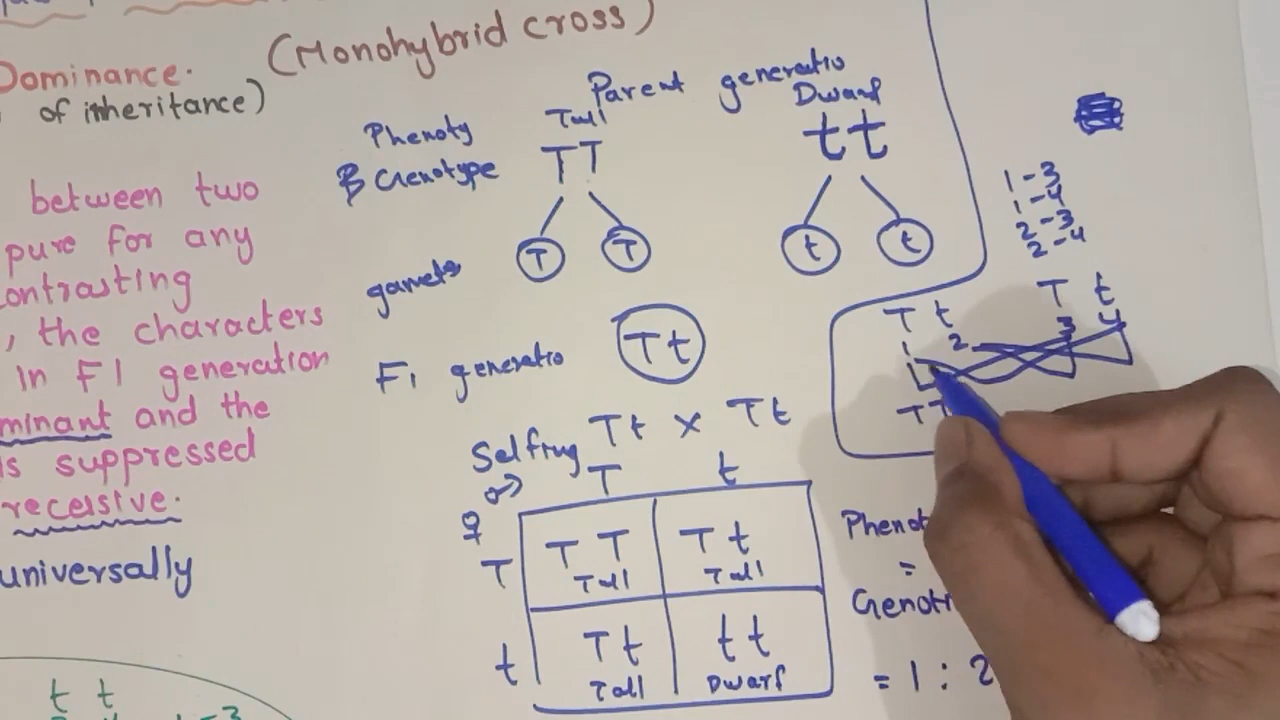 (Monohybrid cross)
Dominance.
of inheritance)
between two
pure for any
contrasting
, the characters
In F1 generation
minant and the
is suppressed
recessive.
universally
Parent generatio
Tall Dwarf
Phenoty
Genotype TT tt
gamets T T t t
F1 generatio Tt
Selfing Tt × Tt
♂ T t
♀
T TT Tall Tt Tall
t Tt Tall tt Dwarf
1-3
1-4
2-3
2-4
T t T t
1 2 3 4
TT
Phenot
=
Genot
= 1 : 2
t t